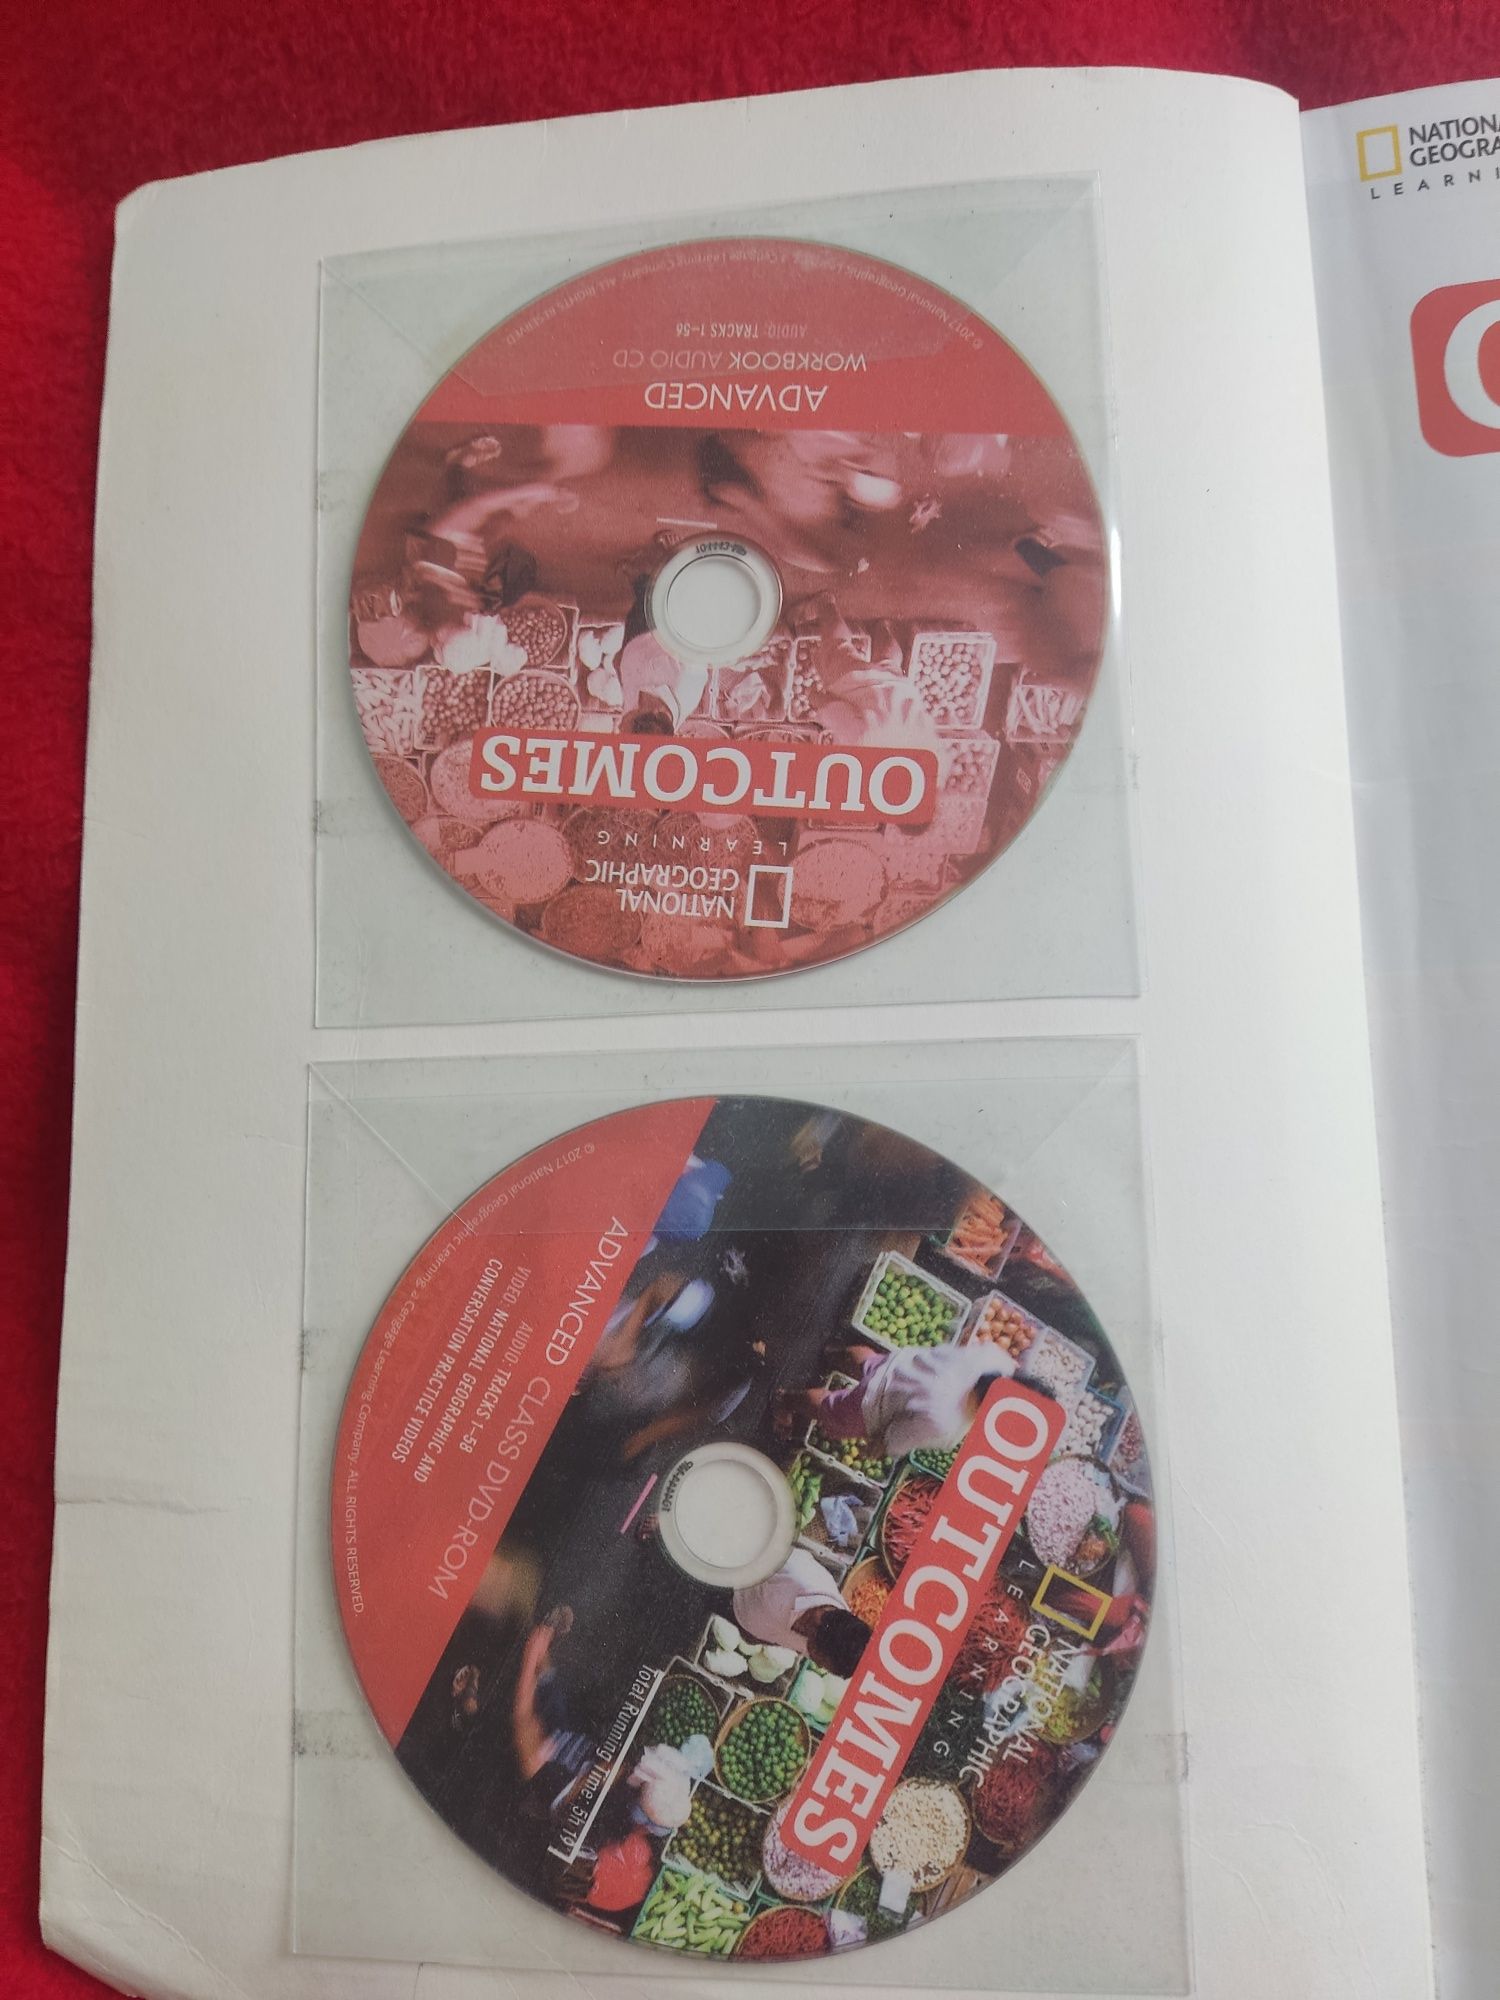 NATIONAL
GEOGRAPHIC
LEARNING
OUTCOMES
ADVANCED
WORKBOOK AUDIO CD
AUDIO: TRACKS 1–56
© 2017 National Geographic Learning, a Cengage Learning Company. ALL RIGHTS RESERVED.
NATIONAL
GEOGRAPHIC
LEARNING
OUTCOMES
Total Running Time: 5h 19
ADVANCED CLASS DVD-ROM
AUDIO: TRACKS 1–58
VIDEO: NATIONAL GEOGRAPHIC AND
CONVERSATION PRACTICE VIDEOS
© 2017 National Geographic Learning, a Cengage Learning Company. ALL RIGHTS RESERVED.
NATIONA
GEOGRA
LEARNI